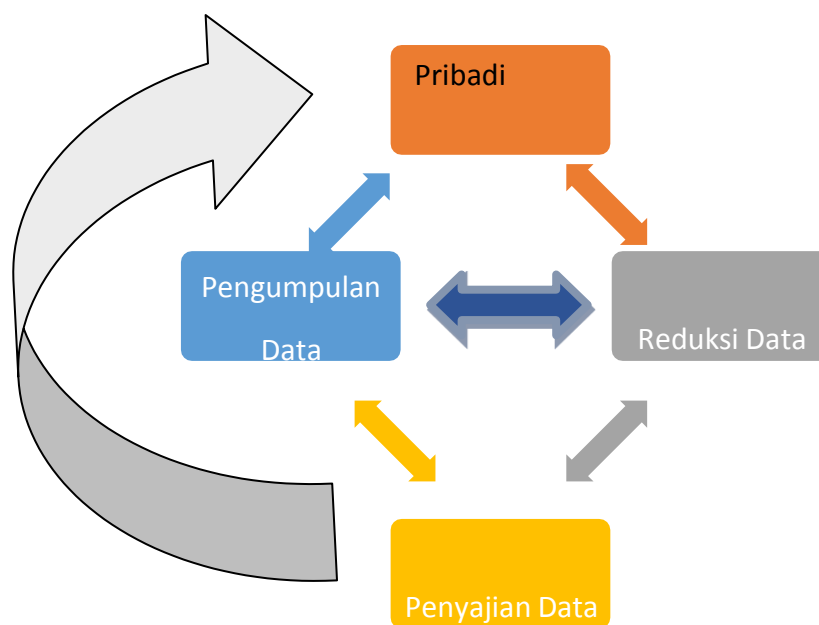 Pribadi
Pengumpulan
Data
Reduksi Data
Penyajian Data